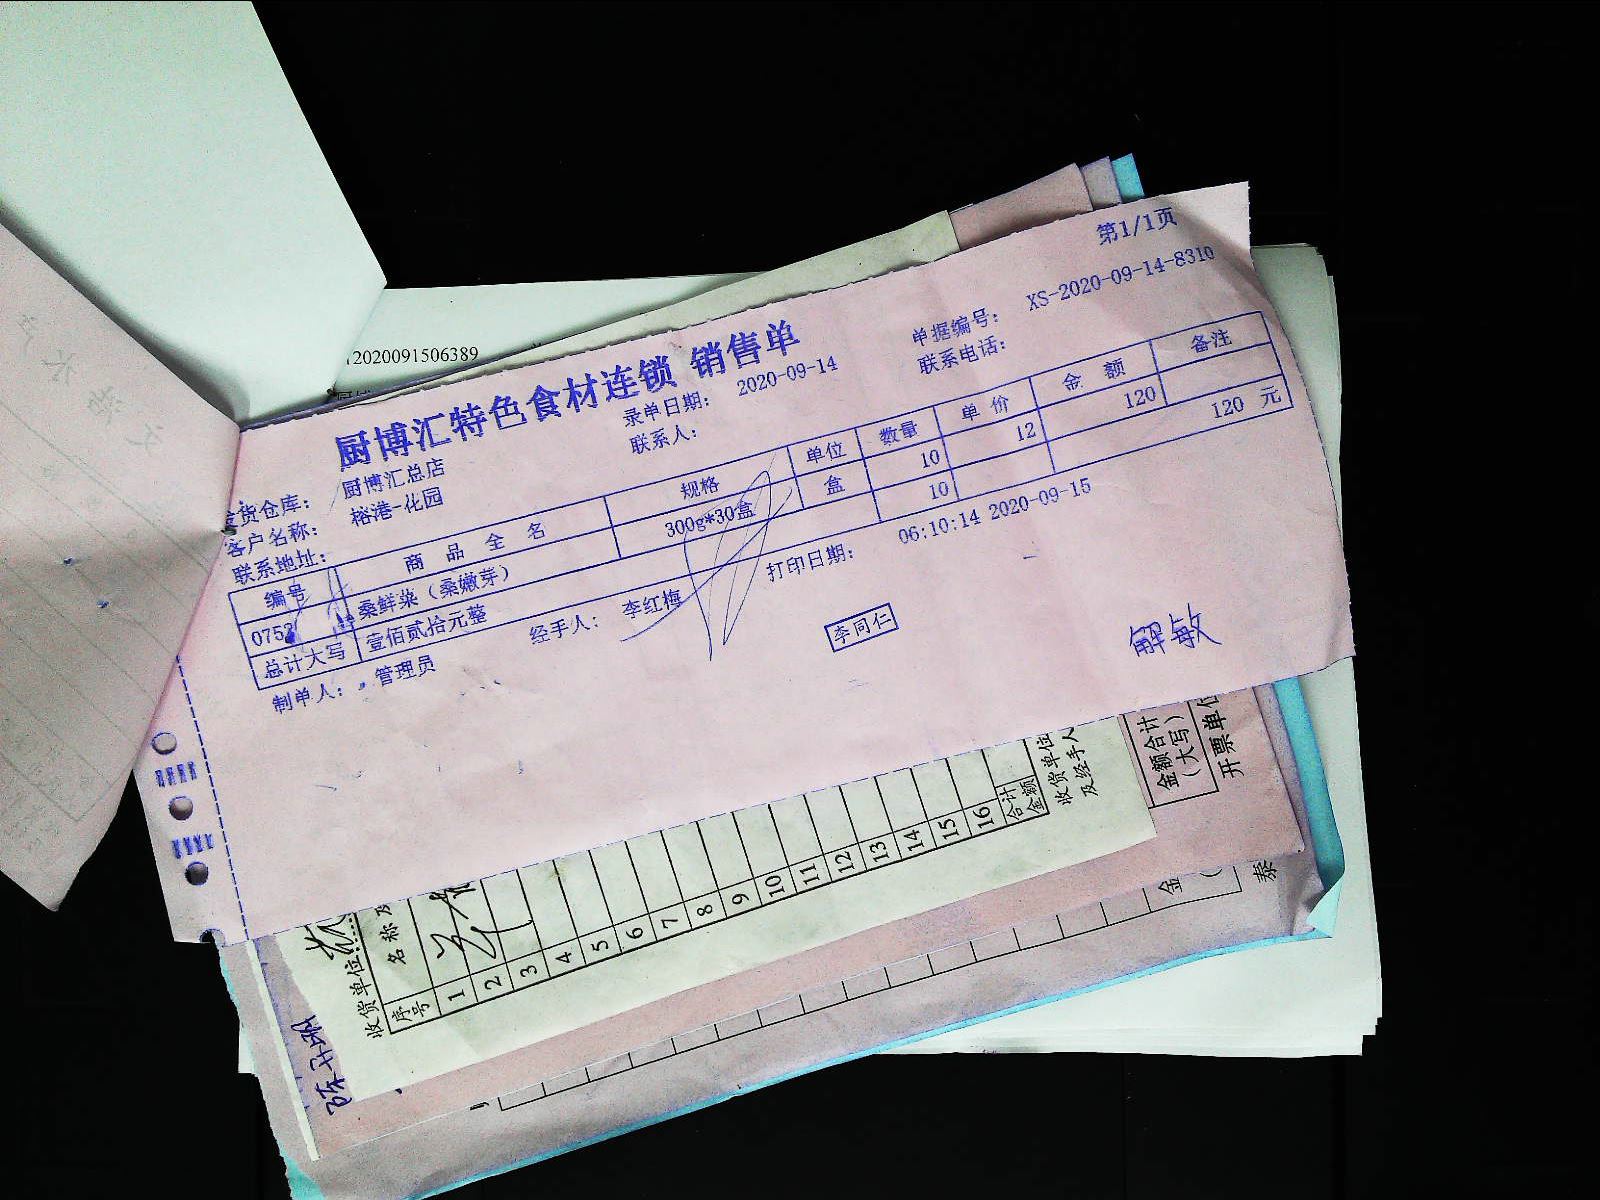 12020091506389
第1/1页
厨博汇特色食材连锁 销售单
单据编号: XS-2020-09-14-8310
录单日期: 2020-09-14
联系电话:
联系人:
发货仓库: 厨博汇总店
客户名称: 榕港-花园
联系地址:
编号 商品全名 规格 单位 数量 单价 金额 备注
0752 桑鲜菜（桑嫩芽） 300g*30盒 盒 10 12 120
总计大写 壹佰贰拾元整 10 120 元
制单人: 管理员 经手人: 李红梅 打印日期: 06:10:14 2020-09-15
李同仁
解敏
收货单位
序号 名称及
1
2
3
4
5
6
7
8
9
10
11
12
13
14
15
16
合计金额
收货单位
及经手人
金额合计
（大写）
开票单位
金
泰